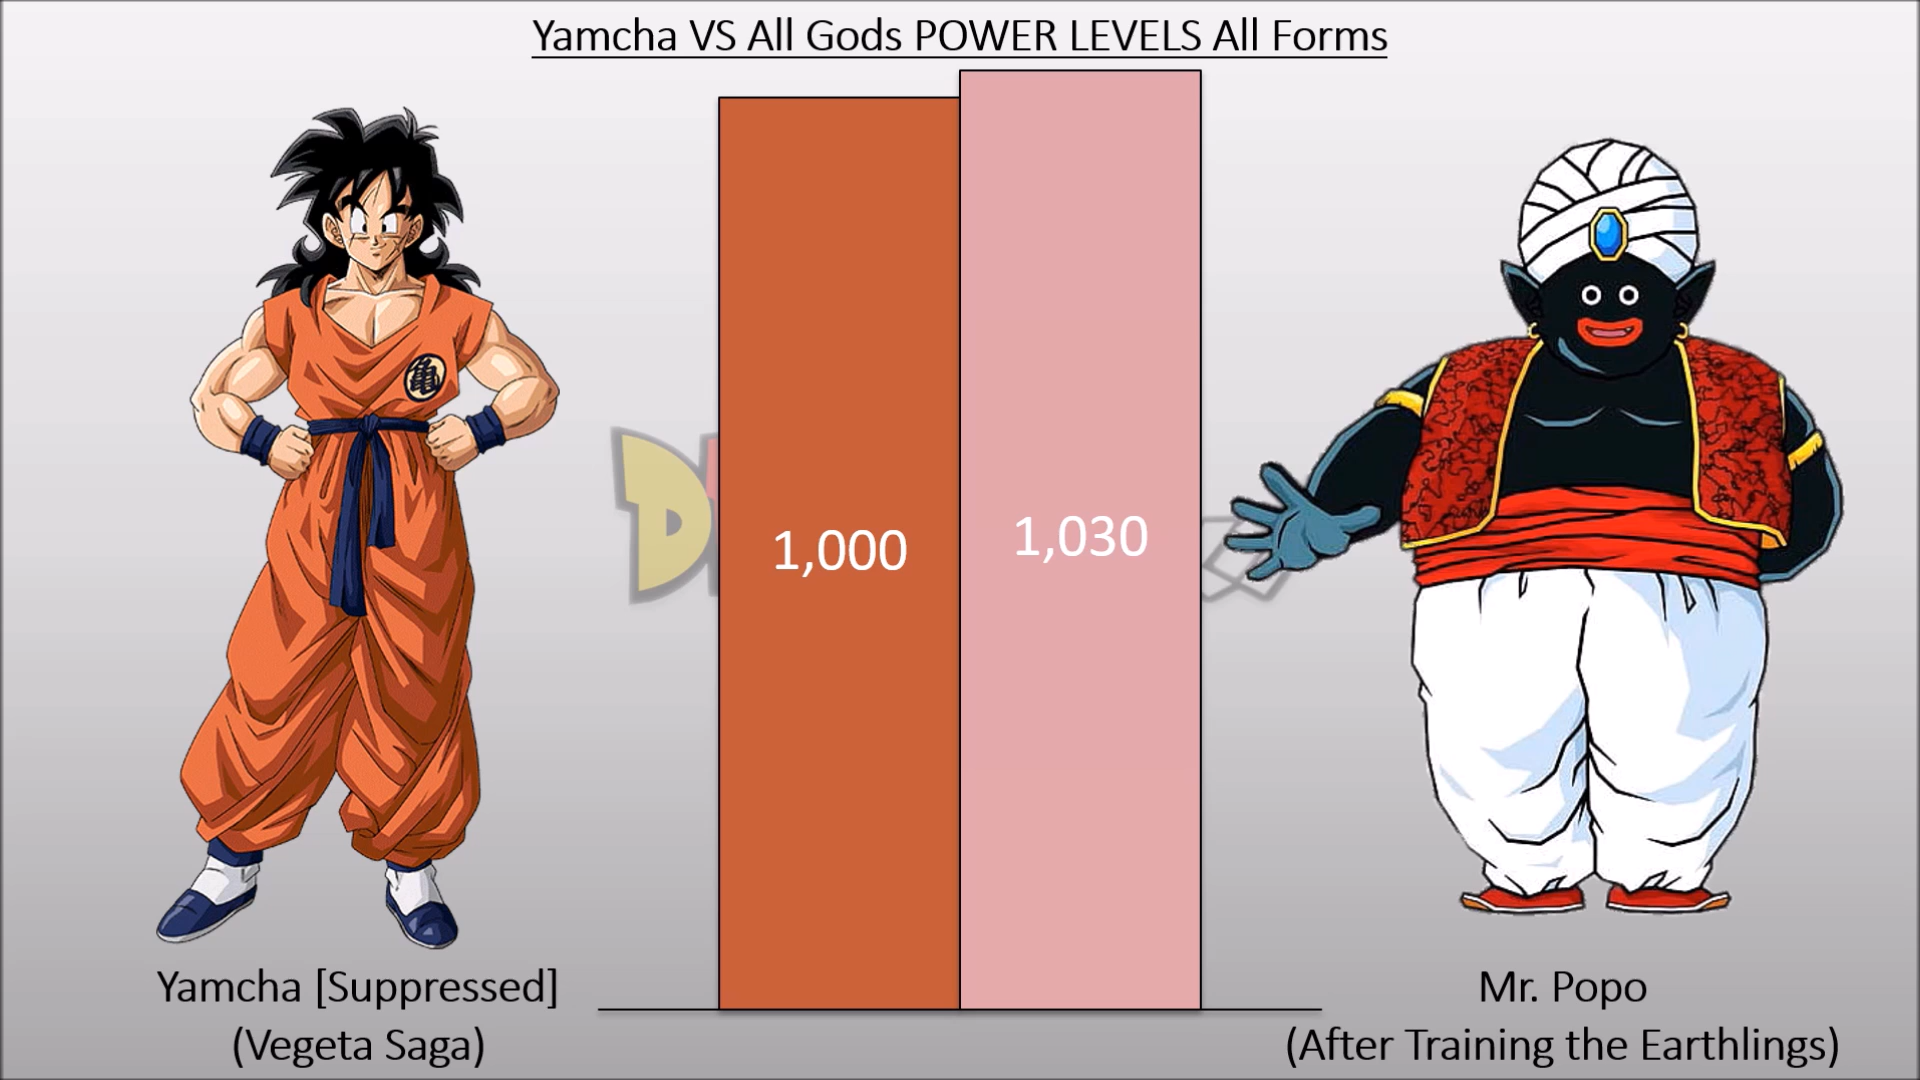 Yamcha VS All Gods POWER LEVELS All Forms
亀
D
Z
1,000
1,030
Yamcha [Suppressed]
(Vegeta Saga)
Mr. Popo
(After Training the Earthlings)